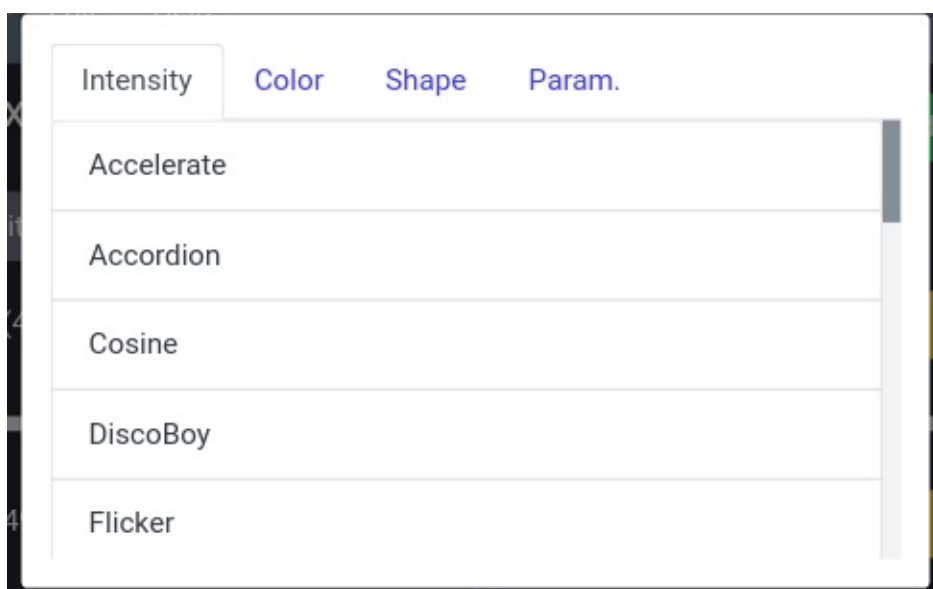 Intensity Color Shape Param.
Accelerate
Accordion
Cosine
DiscoBoy
Flicker